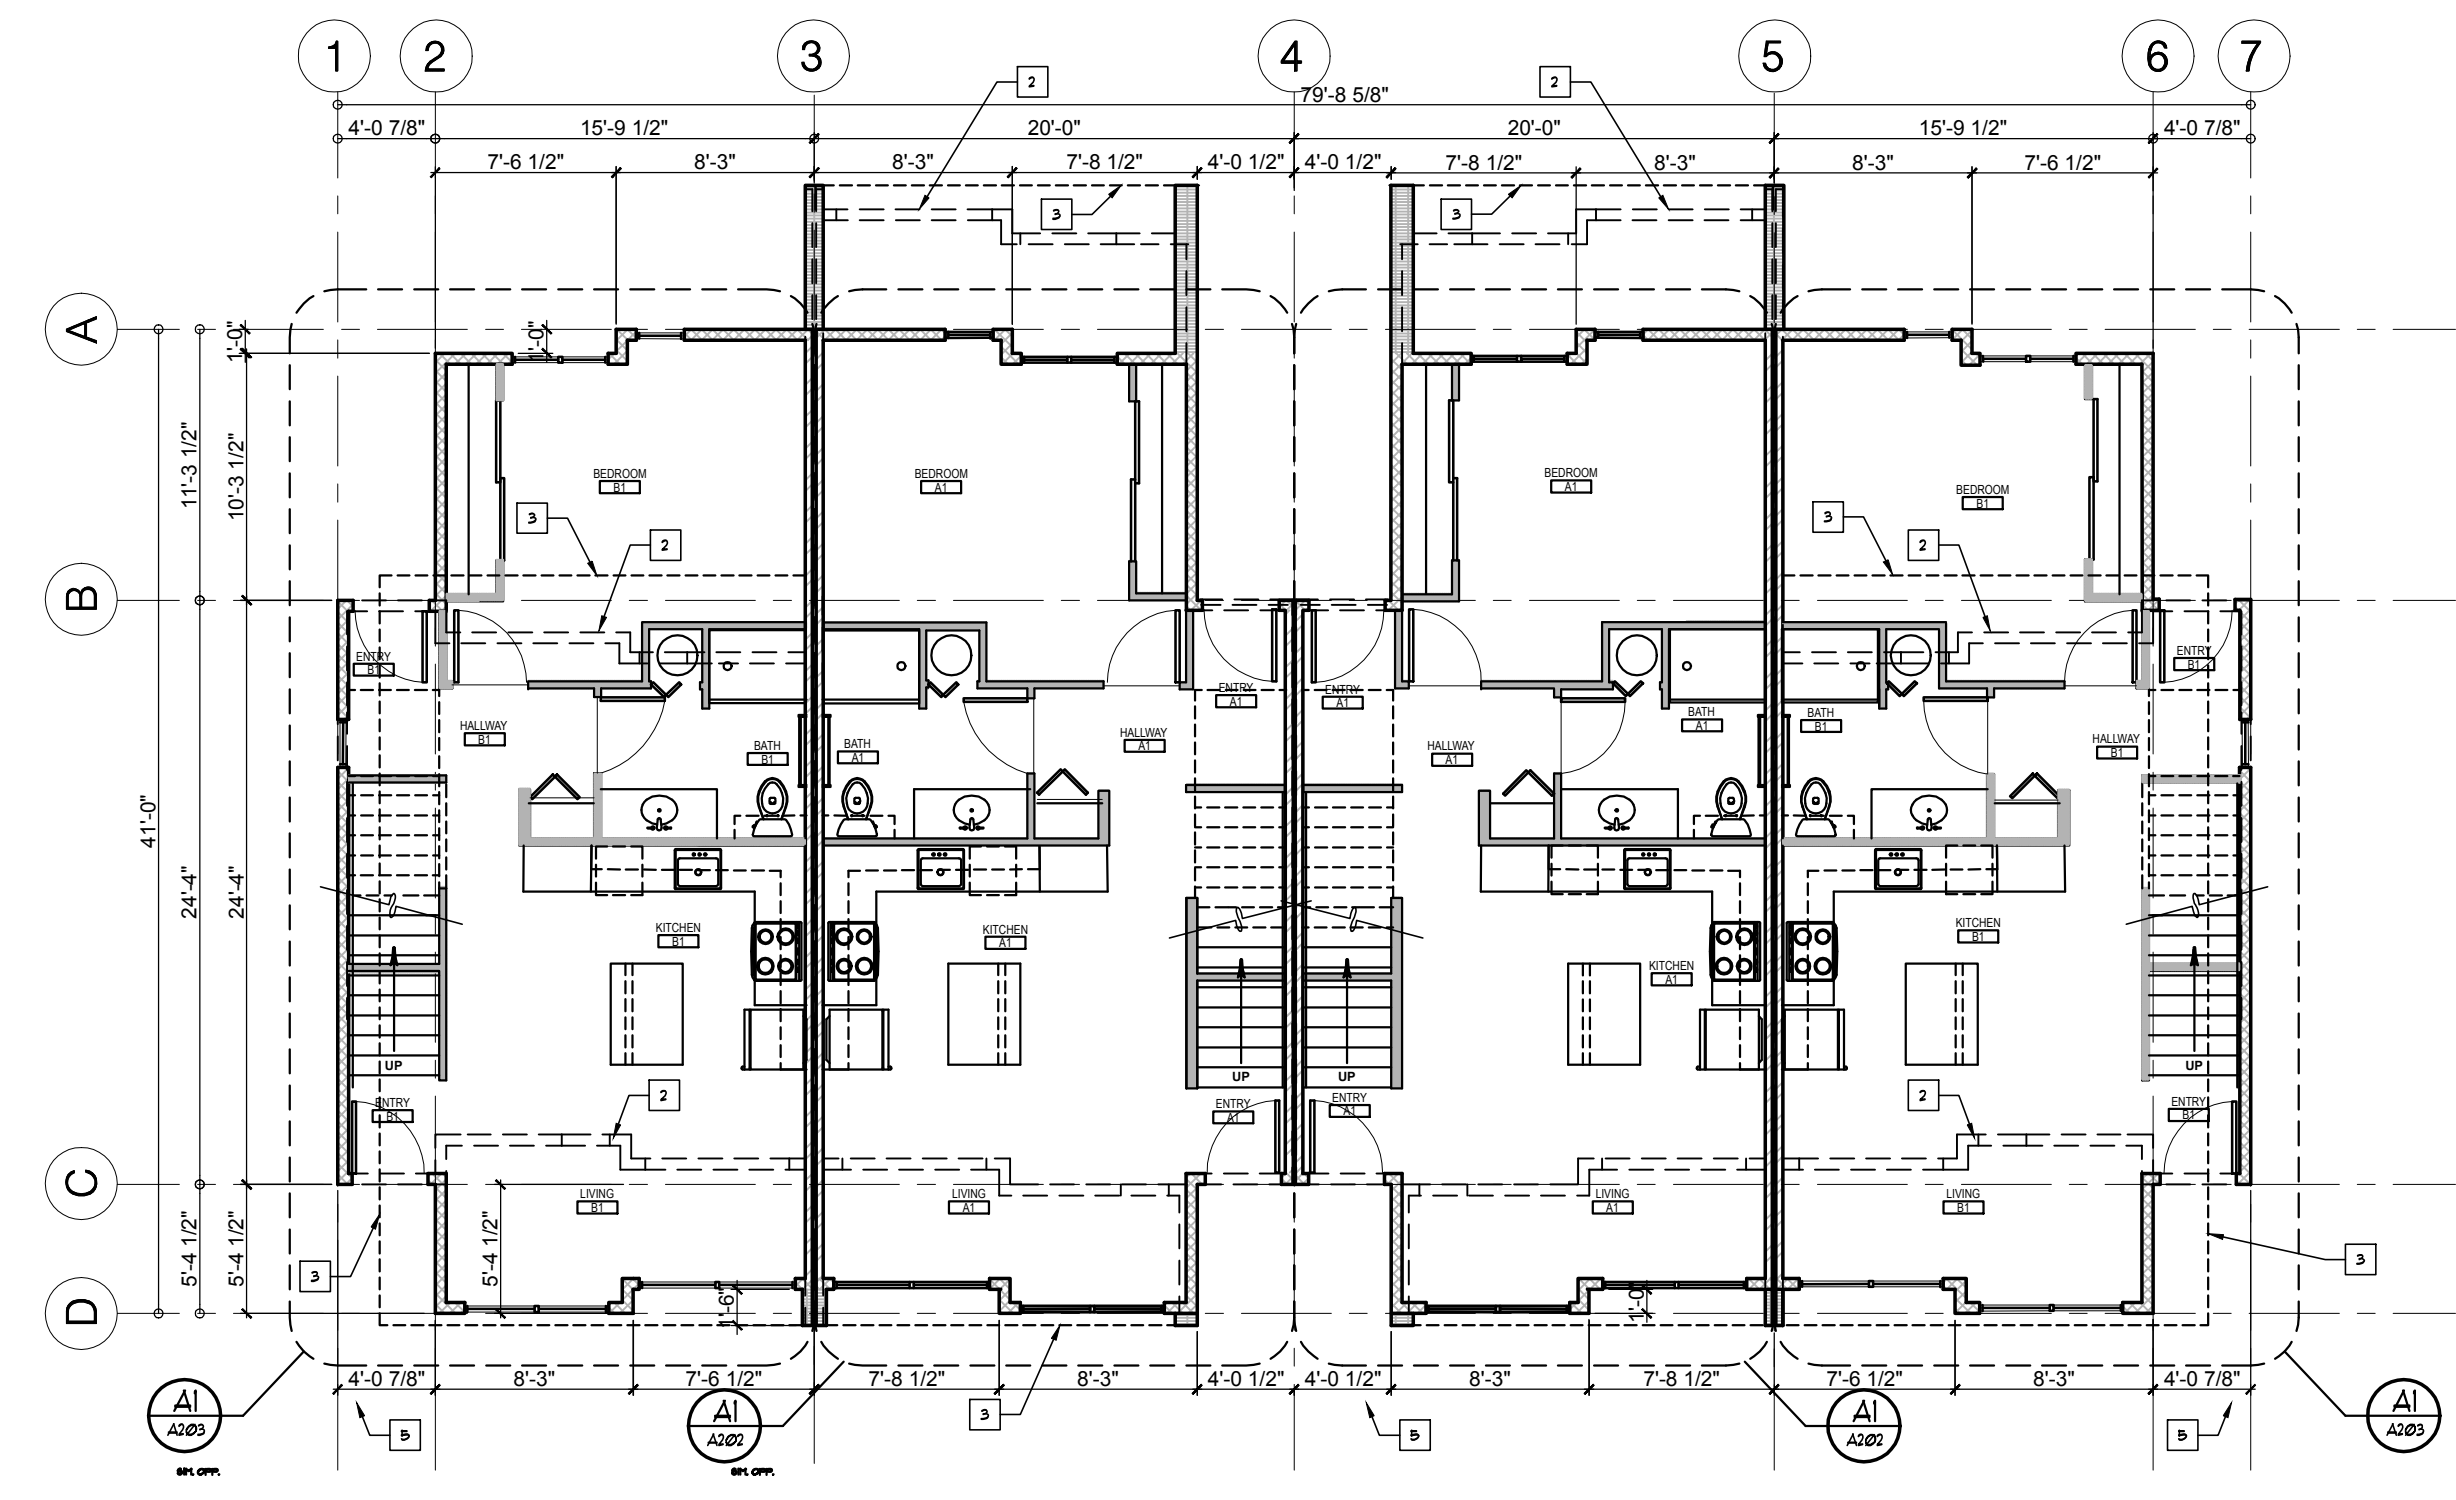 1 2 3 4 5 6 7
2 2
79'-8 5/8"
4'-0 7/8" 15'-9 1/2" 20'-0" 20'-0" 15'-9 1/2" 4'-0 7/8"
7'-6 1/2" 8'-3" 8'-3" 7'-8 1/2" 4'-0 1/2" 4'-0 1/2" 7'-8 1/2" 8'-3" 8'-3" 7'-6 1/2"
3 3
A
1'-0" 1'-0"
11'-3 1/2" 10'-3 1/2"
BEDROOM BEDROOM BEDROOM BEDROOM
B1 A1 A1 B1
3 2 3 2
B
ENTRY ENTRY
B1 B1
ENTRY ENTRY
A1 A1
HALLWAY BATH BATH HALLWAY HALLWAY BATH BATH HALLWAY
B1 B1 A1 A1 A1 A1 B1 B1
41'-0" 24'-4" 24'-4"
KITCHEN KITCHEN KITCHEN KITCHEN
B1 A1 A1 B1
UP UP UP UP
2 2
ENTRY ENTRY ENTRY ENTRY
B1 A1 A1 B1
C
LIVING LIVING LIVING LIVING
B1 A1 A1 B1
5'-4 1/2" 5'-4 1/2" 5'-4 1/2"
3 3
D
1'-6" 1'-0"
4'-0 7/8" 8'-3" 7'-6 1/2" 7'-8 1/2" 8'-3" 4'-0 1/2" 4'-0 1/2" 8'-3" 7'-8 1/2" 7'-6 1/2" 8'-3" 4'-0 7/8"
A1 A1 3 A1 A1
A203 5 A202 5 A202 5 A203
SIM. OPP. SIM. OPP.